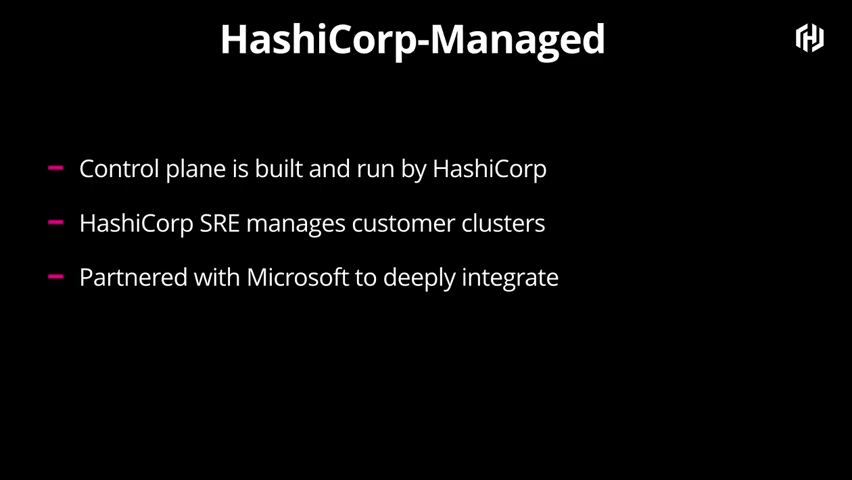 HashiCorp-Managed
Control plane is built and run by HashiCorp
HashiCorp SRE manages customer clusters
Partnered with Microsoft to deeply integrate